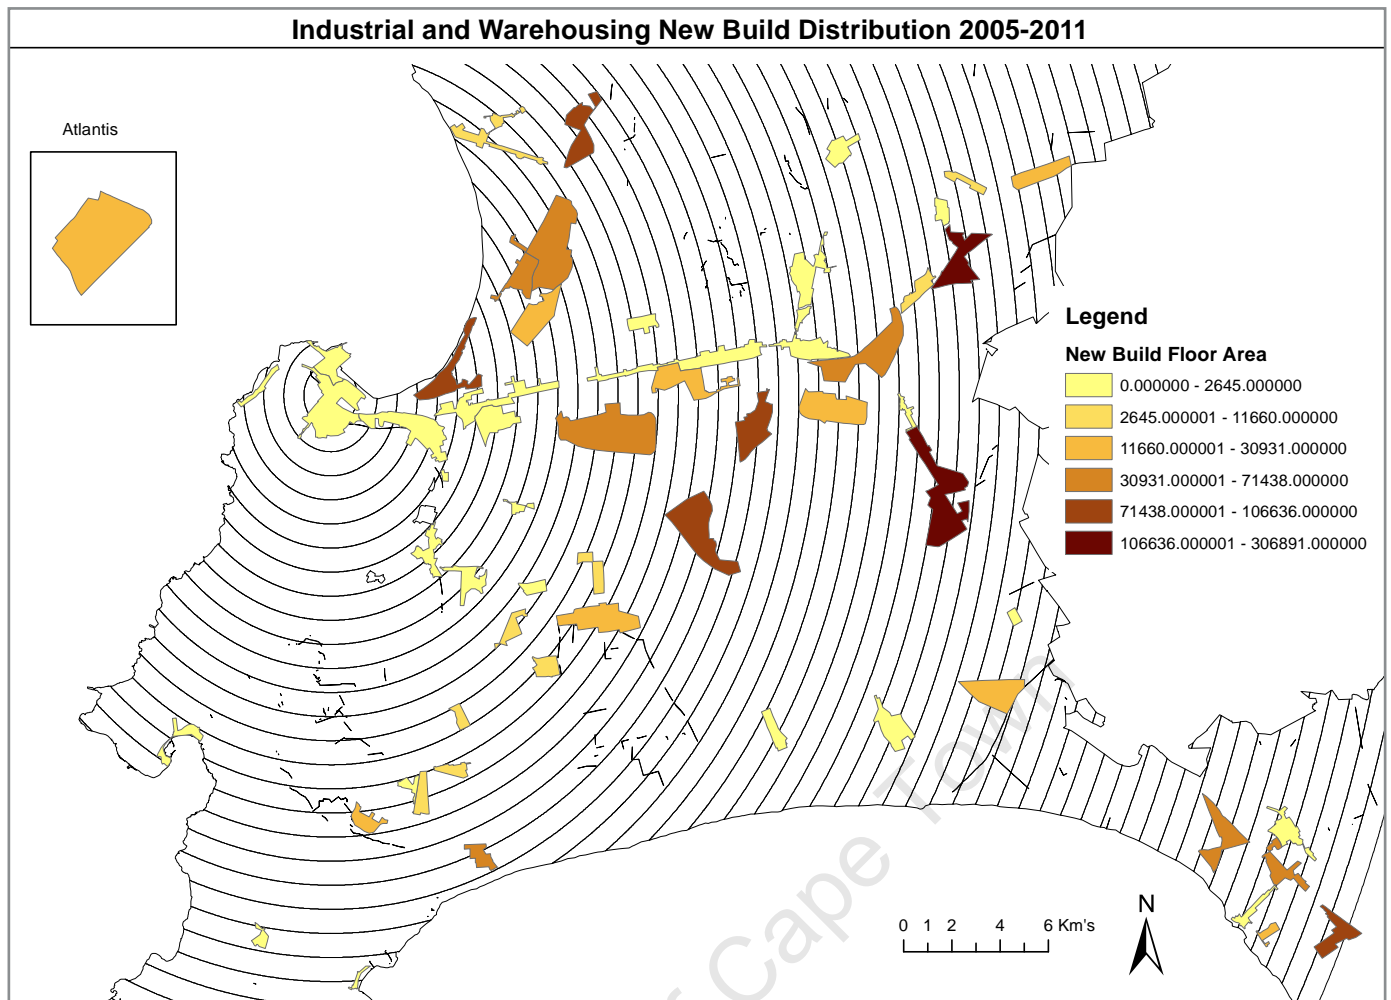 Industrial and Warehousing New Build Distribution 2005-2011
Atlantis
Legend
New Build Floor Area
0.000000 - 2645.000000
2645.000001 - 11660.000000
11660.000001 - 30931.000000
30931.000001 - 71438.000000
71438.000001 - 106636.000000
106636.000001 - 306891.000000
Cape Town
N
0 1 2 4 6 Km's